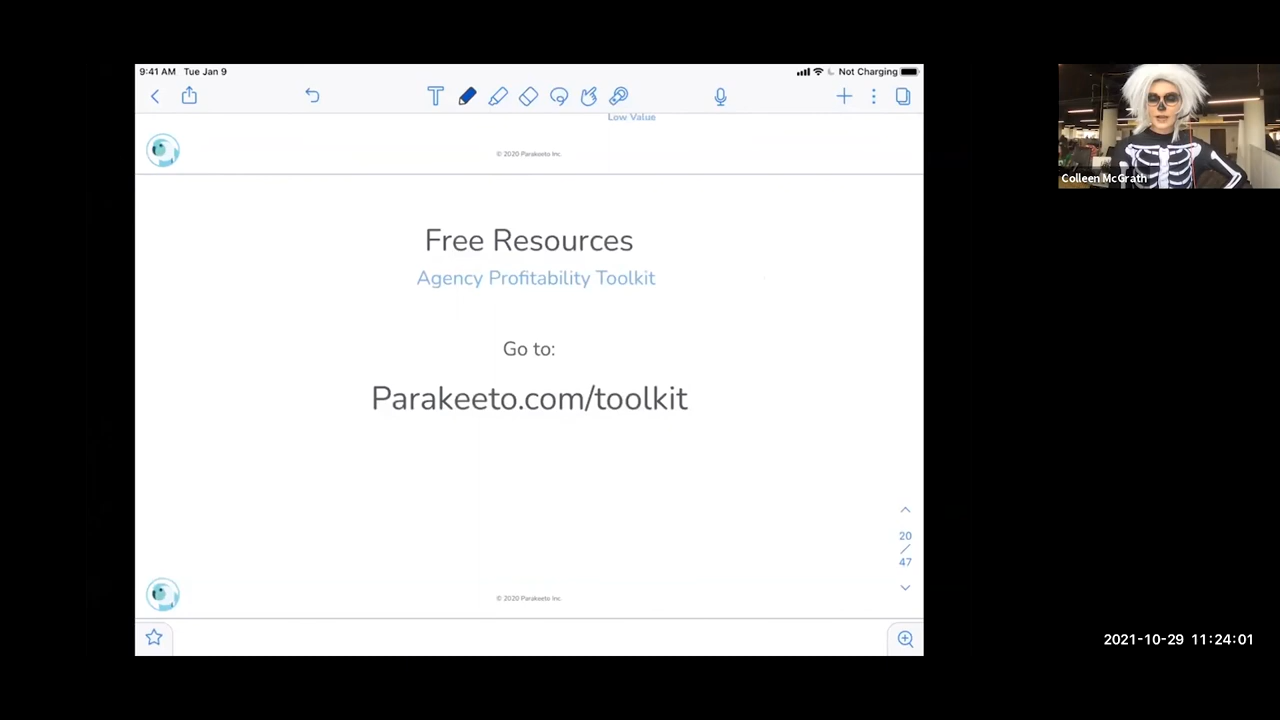 9:41 AM Tue Jan 9
Not Charging
Low Value
© 2020 Parakeeto Inc.
Colleen McGrath
Free Resources
Agency Profitability Toolkit
Go to:
Parakeeto.com/toolkit
20
/
47
© 2020 Parakeeto Inc.
2021-10-29 11:24:01